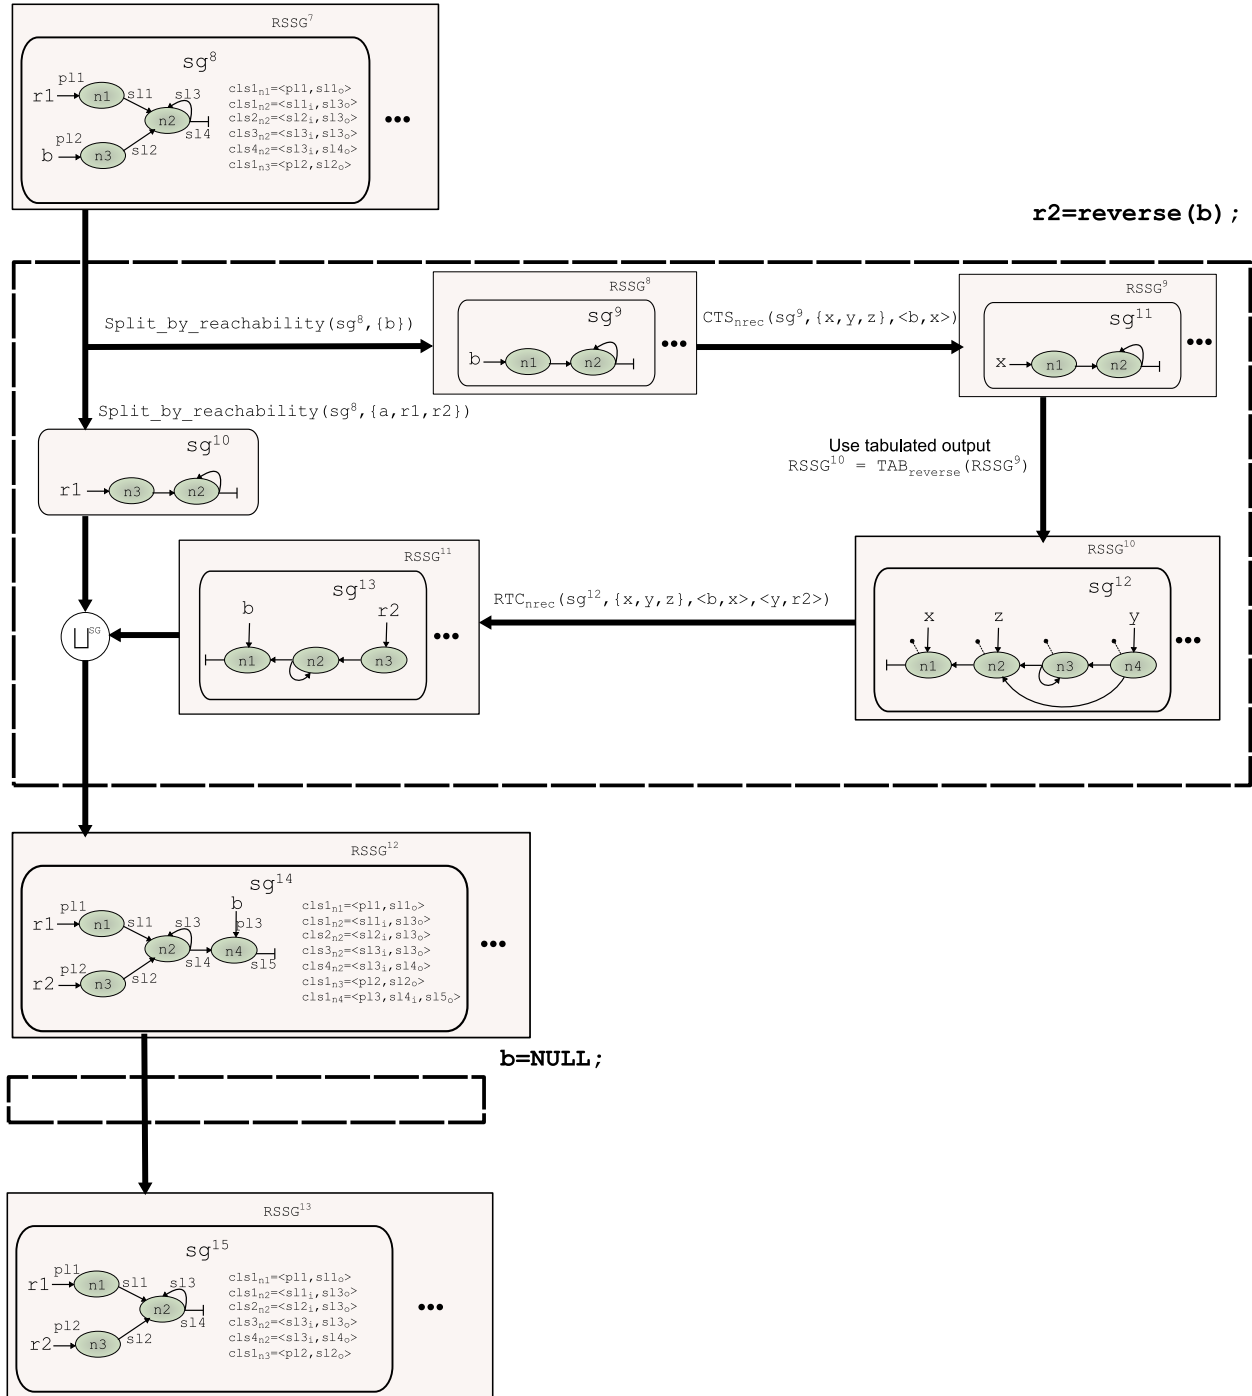 RSSG⁷
sg⁸
pl1
r1
n1
sl1
sl3
n2
sl4
pl2
b
n3
sl2
cls1n1=<pl1,sl1o>
cls1n2=<sl1i,sl3o>
cls2n2=<sl2i,sl3o>
cls3n2=<sl3i,sl3o>
cls4n2=<sl3i,sl4o>
cls1n3=<pl2,sl2o>
•••
r2=reverse(b);
Split_by_reachability(sg⁸,{b})
RSSG⁸
sg⁹
b
n1
n2
•••
CTSnrec(sg⁹,{x,y,z},<b,x>)
RSSG⁹
sg¹¹
x
n1
n2
•••
Split_by_reachability(sg⁸,{a,r1,r2})
sg¹⁰
r1
n3
n2
Use tabulated output
RSSG¹⁰ = TABreverse(RSSG⁹)
RSSG¹⁰
sg¹²
x
z
y
n1
n2
n3
n4
•••
RTCnrec(sg¹²,{x,y,z},<b,x>,<y,r2>)
RSSG¹¹
sg¹³
b
r2
n1
n2
n3
•••
⊔SG
RSSG¹²
sg¹⁴
b
pl1
r1
n1
sl1
sl3
pl3
n2
n4
sl4
sl5
pl2
r2
n3
sl2
cls1n1=<pl1,sl1o>
cls1n2=<sl1i,sl3o>
cls2n2=<sl2i,sl3o>
cls3n2=<sl3i,sl3o>
cls4n2=<sl3i,sl4o>
cls1n3=<pl2,sl2o>
cls1n4=<pl3,sl4i,sl5o>
•••
b=NULL;
RSSG¹³
sg¹⁵
pl1
r1
n1
sl1
sl3
n2
sl4
pl2
r2
n3
sl2
cls1n1=<pl1,sl1o>
cls1n2=<sl1i,sl3o>
cls2n2=<sl2i,sl3o>
cls3n2=<sl3i,sl3o>
cls4n2=<sl3i,sl4o>
cls1n3=<pl2,sl2o>
•••